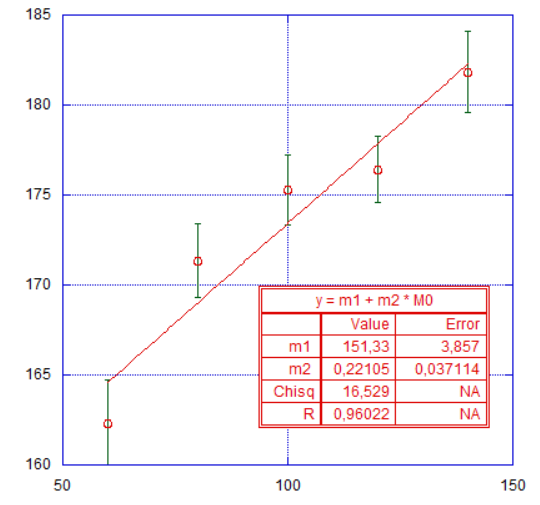 185
180
175
170
165
160
y = m1 + m2 * M0
Value Error
m1 151,33 3,857
m2 0,22105 0,037114
Chisq 16,529 NA
R 0,96022 NA
50 100 150